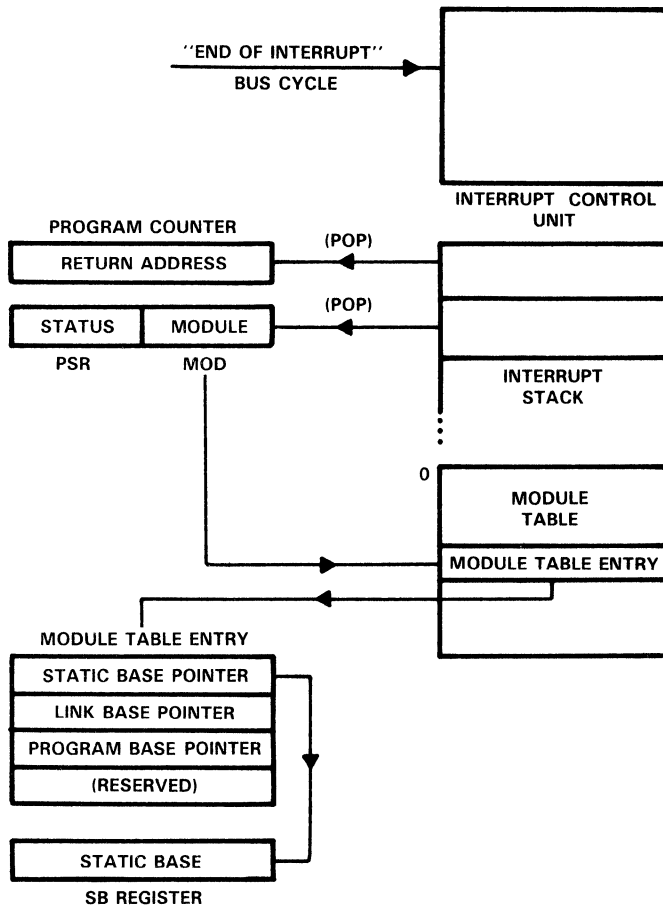 "END OF INTERRUPT"
BUS CYCLE
INTERRUPT CONTROL
UNIT
PROGRAM COUNTER
RETURN ADDRESS
(POP)
STATUS
MODULE
(POP)
PSR
MOD
INTERRUPT
STACK
0
MODULE
TABLE
MODULE TABLE ENTRY
MODULE TABLE ENTRY
STATIC BASE POINTER
LINK BASE POINTER
PROGRAM BASE POINTER
(RESERVED)
STATIC BASE
SB REGISTER